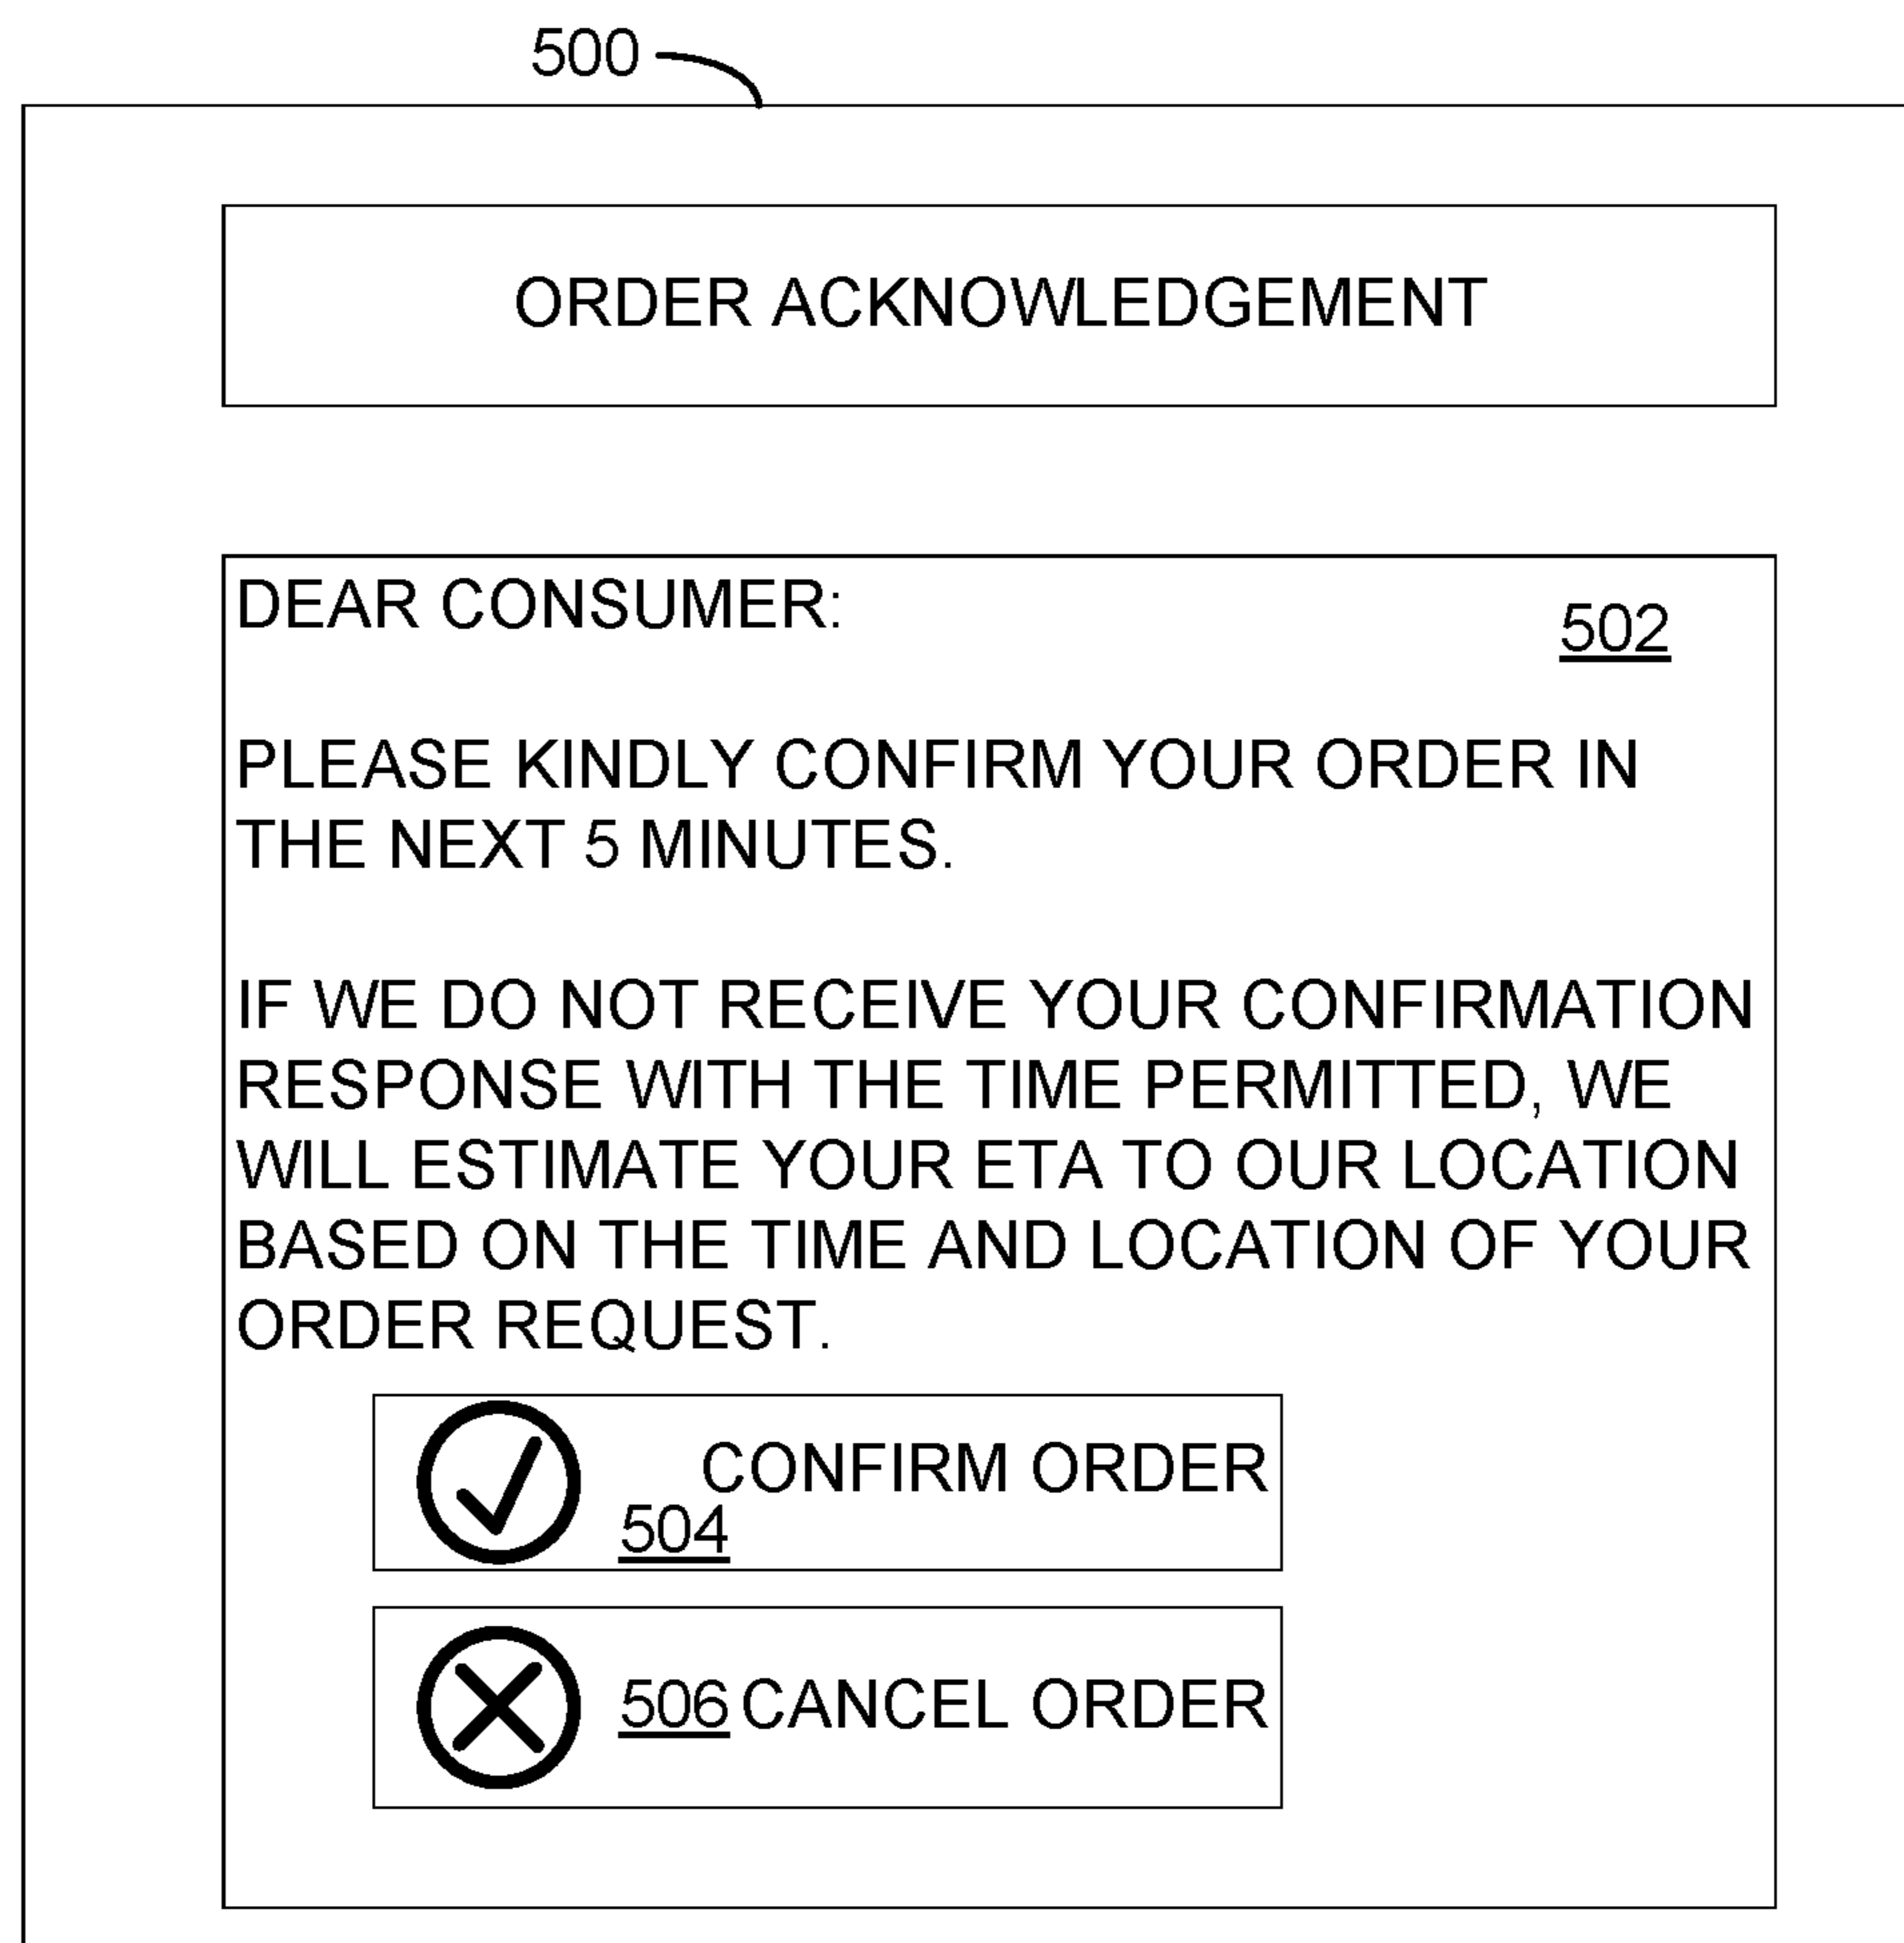 500
ORDER ACKNOWLEDGEMENT
DEAR CONSUMER:
502
PLEASE KINDLY CONFIRM YOUR ORDER IN
THE NEXT 5 MINUTES.
IF WE DO NOT RECEIVE YOUR CONFIRMATION
RESPONSE WITH THE TIME PERMITTED, WE
WILL ESTIMATE YOUR ETA TO OUR LOCATION
BASED ON THE TIME AND LOCATION OF YOUR
ORDER REQUEST.
CONFIRM ORDER
504
506 CANCEL ORDER